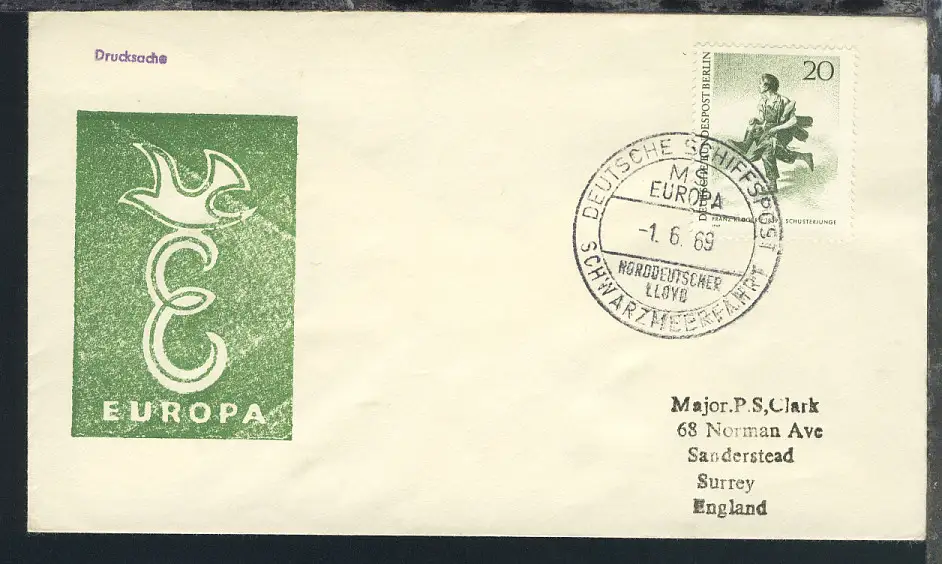 Drucksache
20
DEUTSCHE BUNDESPOST BERLIN
SCHUSTERJUNGE
DEUTSCHE SCHIFFSPOST
MS
EUROPA
-1. 6. 69
NORDDEUTSCHER
LLOYD
SCHWARZMEERFAHRT
EUROPA
Major.P.S,Clark
68 Norman Ave
Sanderstead
Surrey
England